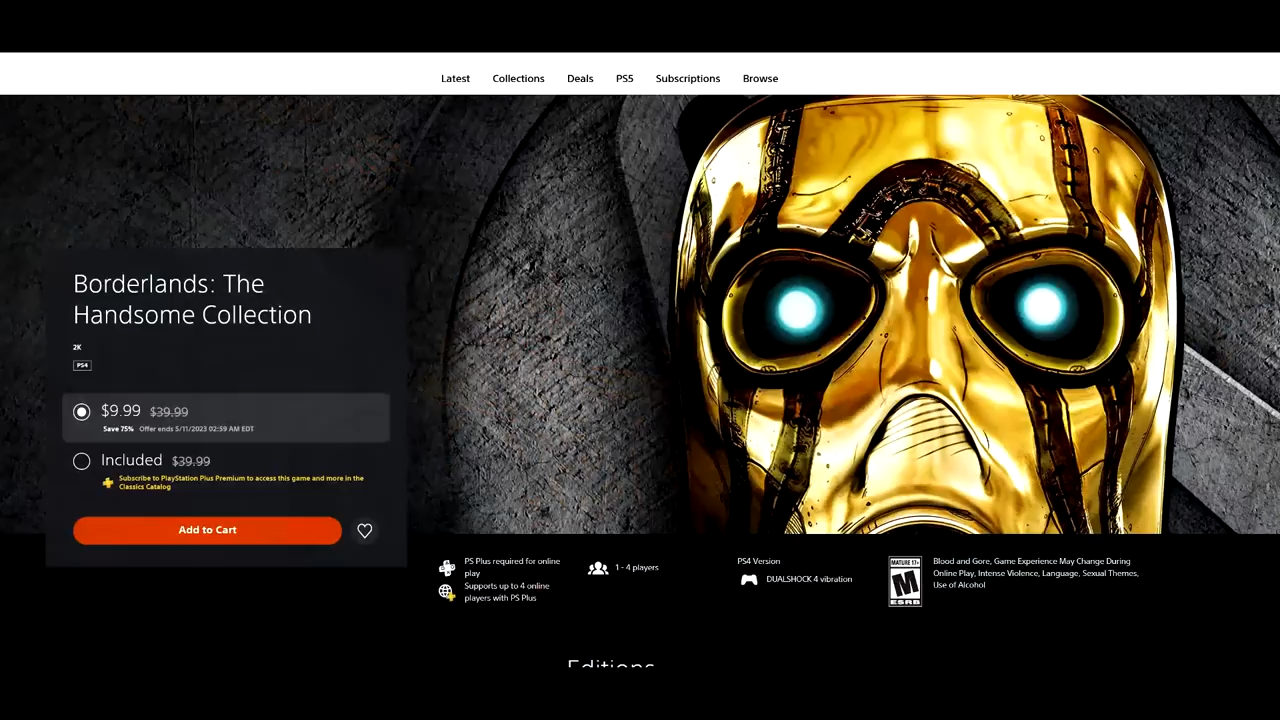 Latest Collections Deals PS5 Subscriptions Browse
Borderlands: The
Handsome Collection
2K
PS4
$9.99 $39.99
Save 75% Offer ends 5/11/2023 02:59 AM EDT
Included $39.99
Subscribe to PlayStation Plus Premium to access this game and more in the
Classics Catalog
Add to Cart
PS Plus required for online
play
Supports up to 4 online
players with PS Plus
1 - 4 players
PS4 Version
DUALSHOCK 4 vibration
MATURE 17+
M
ESRB
Blood and Gore, Game Experience May Change During
Online Play, Intense Violence, Language, Sexual Themes,
Use of Alcohol
Editions